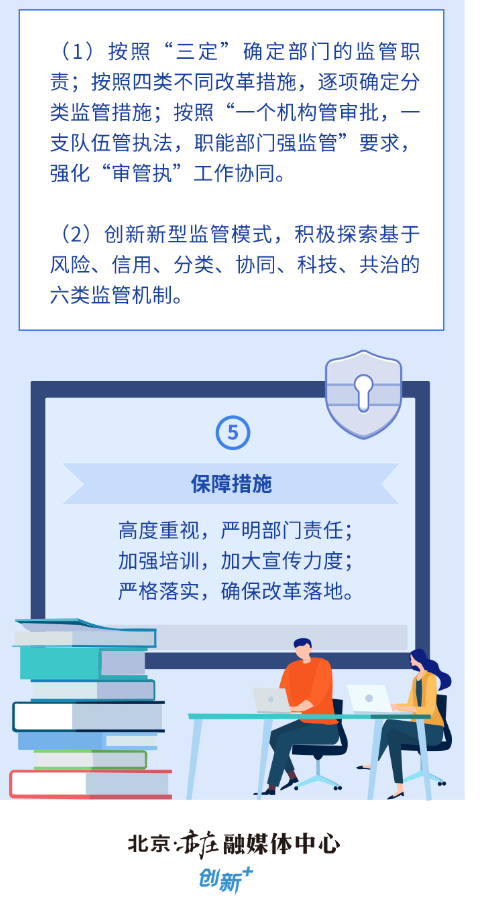 （1）按照“三定”确定部门的监管职
责；按照四类不同改革措施，逐项确定分
类监管措施；按照“一个机构管审批，一
支队伍管执法，职能部门强监管”要求，
强化“审管执”工作协同。
（2）创新新型监管模式，积极探索基于
风险、信用、分类、协同、科技、共治的
六类监管机制。
5
保障措施
高度重视，严明部门责任；
加强培训，加大宣传力度；
严格落实，确保改革落地。
北京·亦庄融媒体中心
创新+